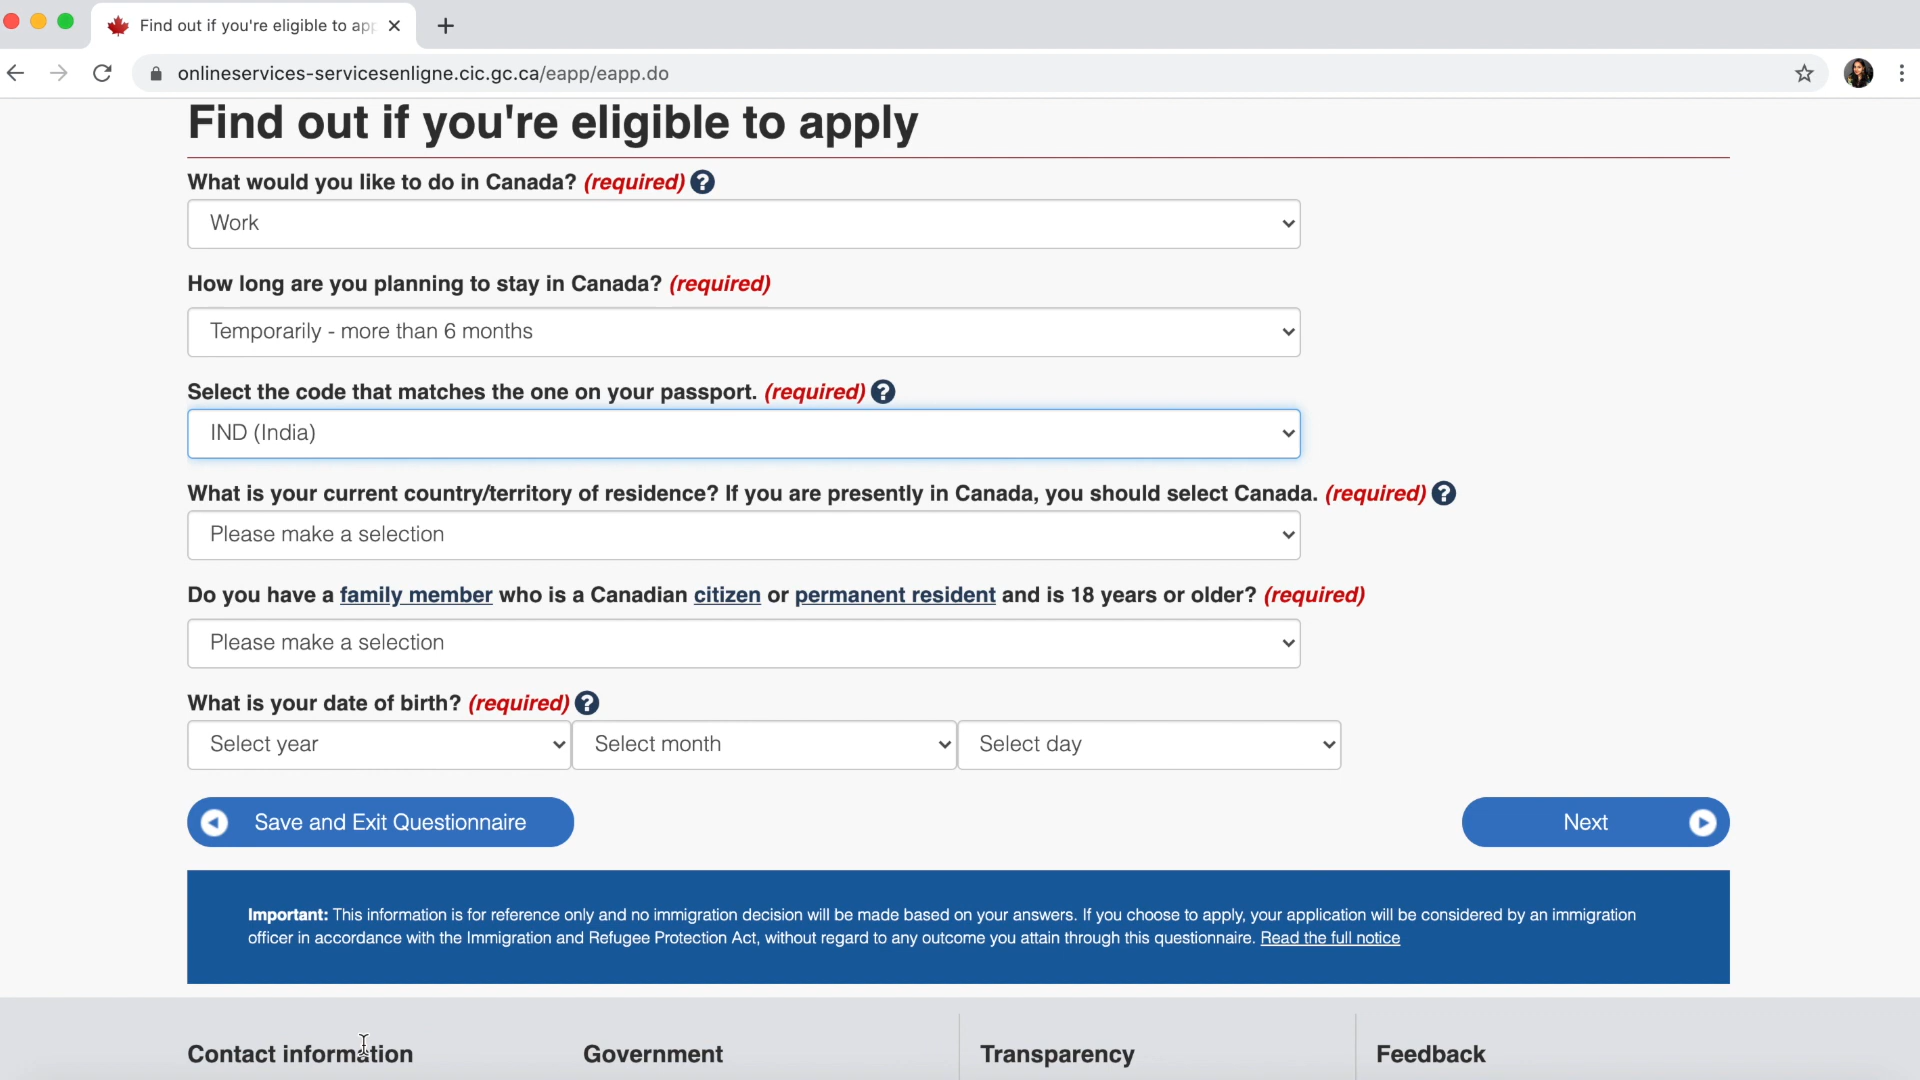 Find out if you're eligible to app
onlineservices-servicesenligne.cic.gc.ca/eapp/eapp.do
Find out if you're eligible to apply
What would you like to do in Canada? (required) ?
Work
How long are you planning to stay in Canada? (required)
Temporarily - more than 6 months
Select the code that matches the one on your passport. (required) ?
IND (India)
What is your current country/territory of residence? If you are presently in Canada, you should select Canada. (required) ?
Please make a selection
Do you have a family member who is a Canadian citizen or permanent resident and is 18 years or older? (required)
Please make a selection
What is your date of birth? (required) ?
Select year Select month Select day
Save and Exit Questionnaire Next
Important: This information is for reference only and no immigration decision will be made based on your answers. If you choose to apply, your application will be considered by an immigration
officer in accordance with the Immigration and Refugee Protection Act, without regard to any outcome you attain through this questionnaire. Read the full notice
Contact information Government Transparency Feedback